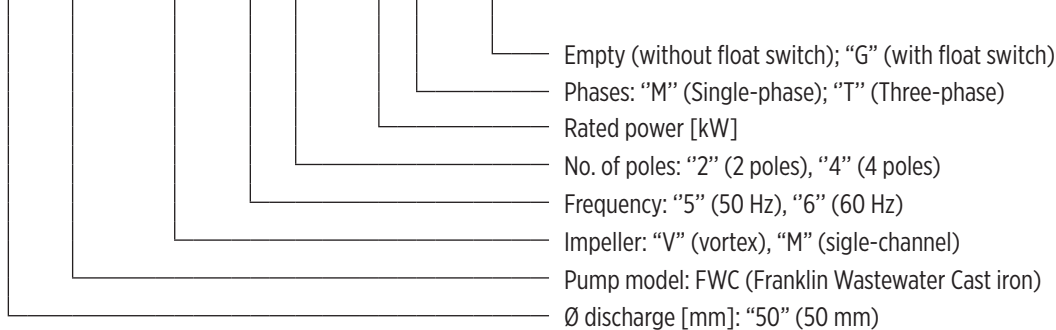 Empty (without float switch); “G” (with float switch)
Phases: ‘’M’’ (Single-phase); ‘’T’’ (Three-phase)
Rated power [kW]
No. of poles: ‘’2’’ (2 poles), ‘’4’’ (4 poles)
Frequency: ‘’5’’ (50 Hz), ‘’6’’ (60 Hz)
Impeller: “V” (vortex), “M” (sigle-channel)
Pump model: FWC (Franklin Wastewater Cast iron)
Ø discharge [mm]: “50” (50 mm)